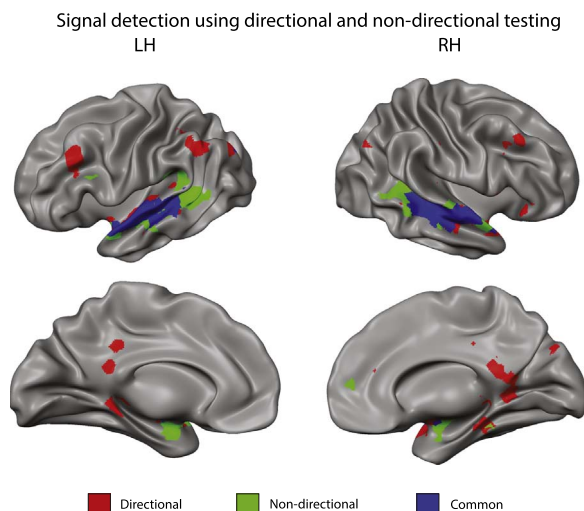 Signal detection using directional and non-directional testing
LH RH
Directional Non-directional Common